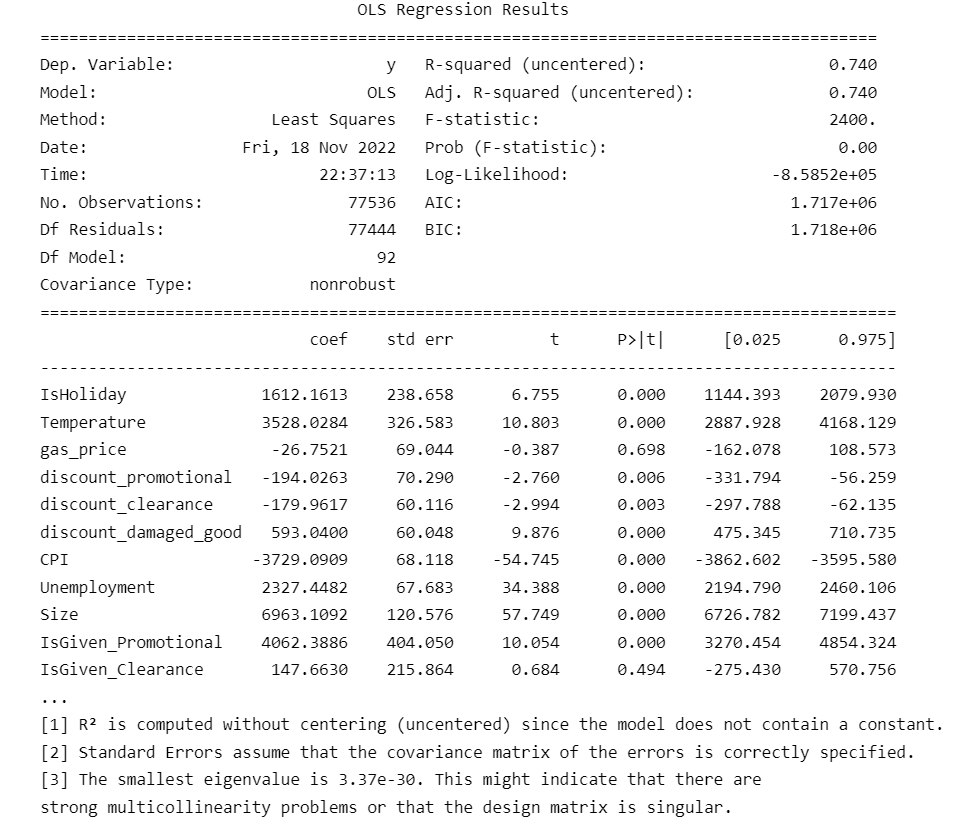 OLS Regression Results
==============================================================================
Dep. Variable: y R-squared (uncentered): 0.740
Model: OLS Adj. R-squared (uncentered): 0.740
Method: Least Squares F-statistic: 2400.
Date: Fri, 18 Nov 2022 Prob (F-statistic): 0.00
Time: 22:37:13 Log-Likelihood: -8.5852e+05
No. Observations: 77536 AIC: 1.717e+06
Df Residuals: 77444 BIC: 1.718e+06
Df Model: 92
Covariance Type: nonrobust
==============================================================================
coef std err t P>|t| [0.025 0.975]
------------------------------------------------------------------------------
IsHoliday 1612.1613 238.658 6.755 0.000 1144.393 2079.930
Temperature 3528.0284 326.583 10.803 0.000 2887.928 4168.129
gas_price -26.7521 69.044 -0.387 0.698 -162.078 108.573
discount_promotional -194.0263 70.290 -2.760 0.006 -331.794 -56.259
discount_clearance -179.9617 60.116 -2.994 0.003 -297.788 -62.135
discount_damaged_good 593.0400 60.048 9.876 0.000 475.345 710.735
CPI -3729.0909 68.118 -54.745 0.000 -3862.602 -3595.580
Unemployment 2327.4482 67.683 34.388 0.000 2194.790 2460.106
Size 6963.1092 120.576 57.749 0.000 6726.782 7199.437
IsGiven_Promotional 4062.3886 404.050 10.054 0.000 3270.454 4854.324
IsGiven_Clearance 147.6630 215.864 0.684 0.494 -275.430 570.756
...
[1] R² is computed without centering (uncentered) since the model does not contain a constant.
[2] Standard Errors assume that the covariance matrix of the errors is correctly specified.
[3] The smallest eigenvalue is 3.37e-30. This might indicate that there are
strong multicollinearity problems or that the design matrix is singular.